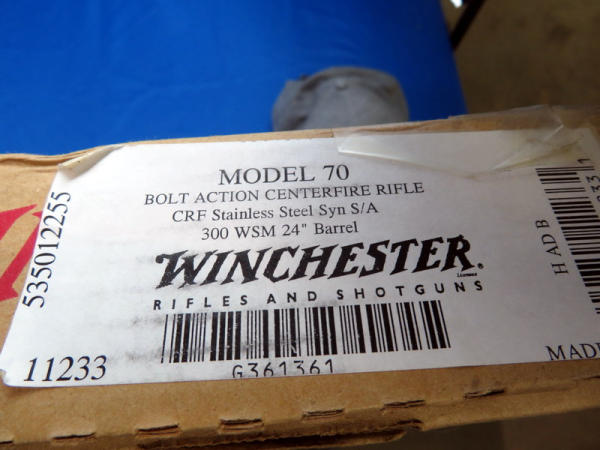 MODEL 70
BOLT ACTION CENTERFIRE RIFLE
CRF Stainless Steel Syn S/A
300 WSM 24" Barrel
WINCHESTER
RIFLES AND SHOTGUNS
G361361
535012255
11233
H AD B
MADE